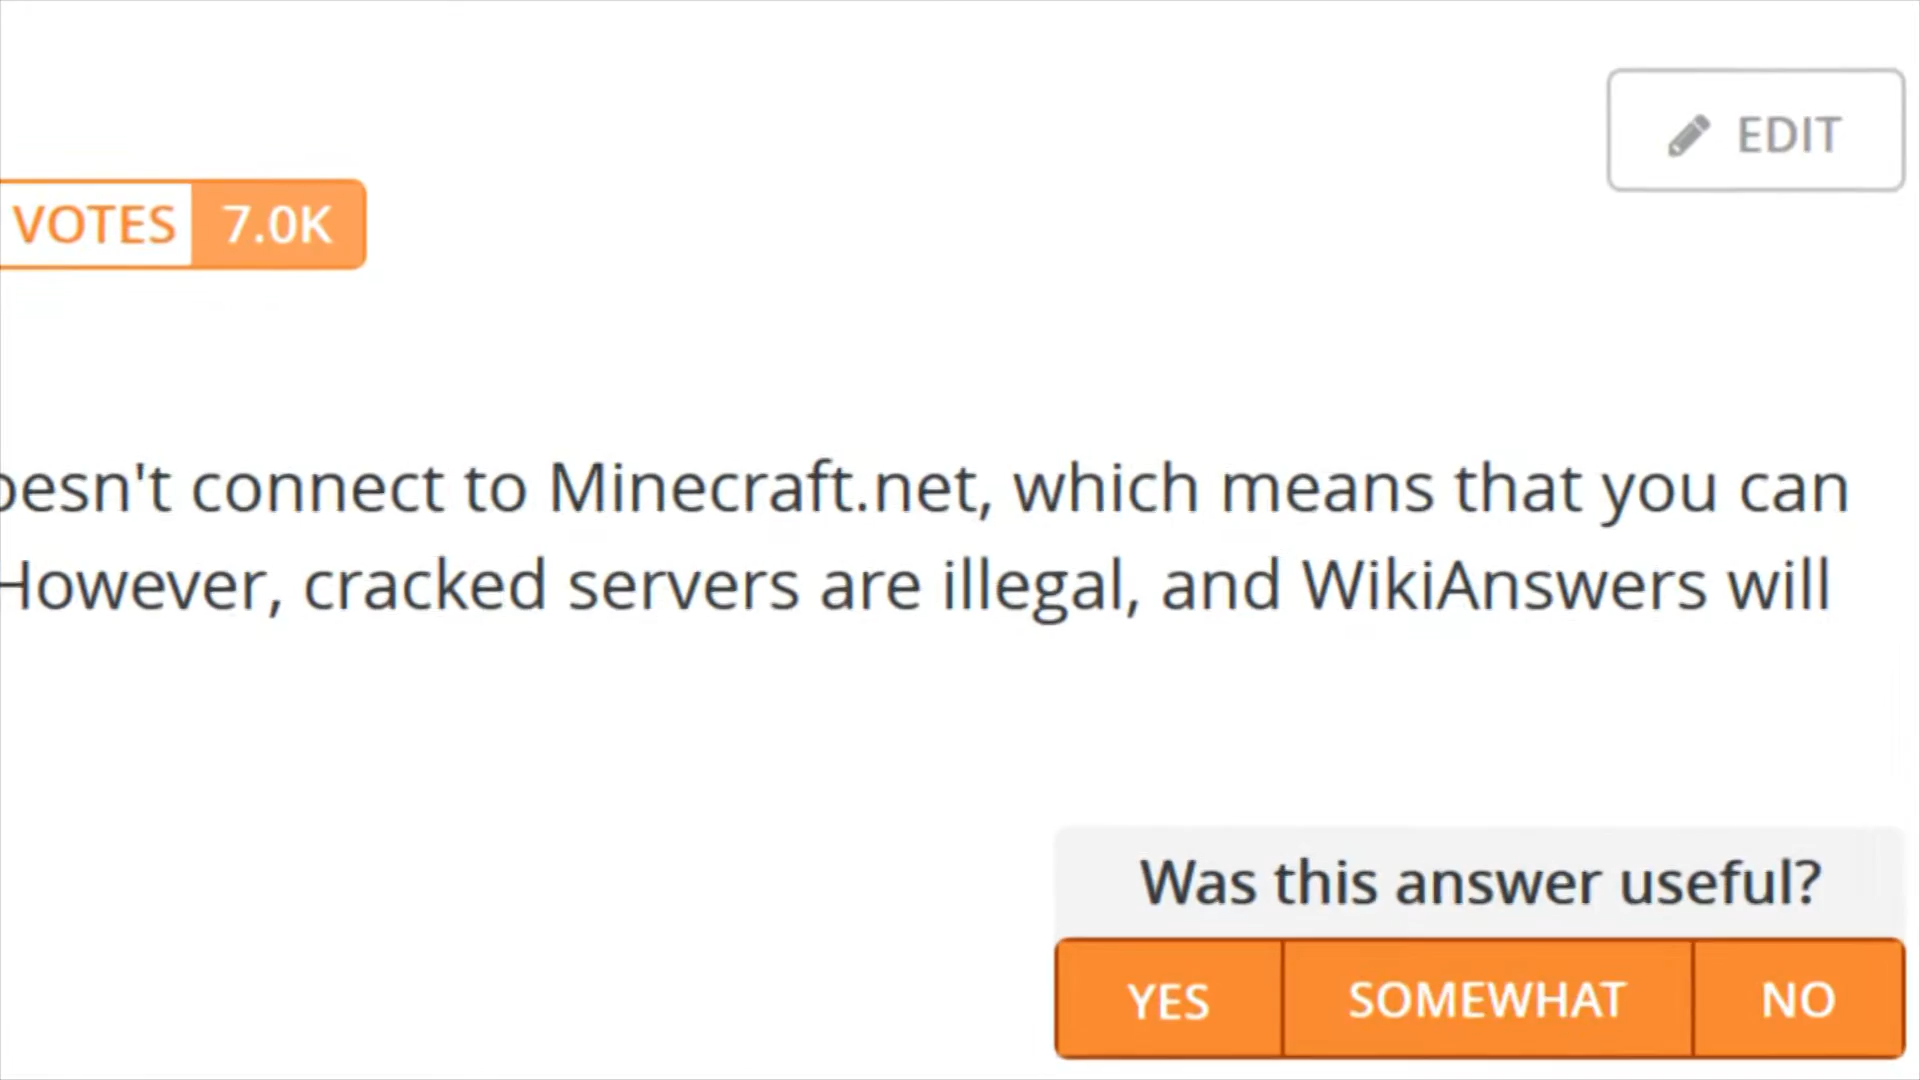 EDIT
VOTES 7.0K
doesn't connect to Minecraft.net, which means that you can
However, cracked servers are illegal, and WikiAnswers will
Was this answer useful?
YES SOMEWHAT NO